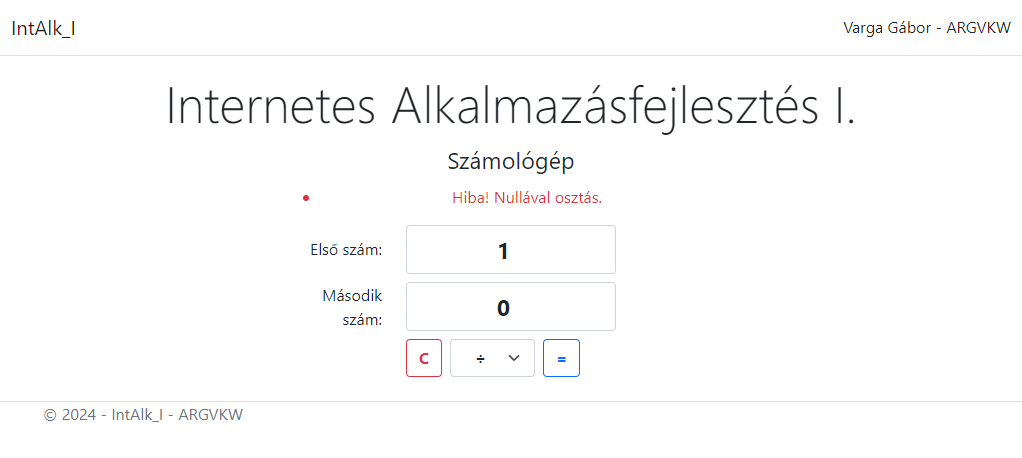 IntAlk_I
Varga Gábor - ARGVKW
Internetes Alkalmazásfejlesztés I.
Számológép
Hiba! Nullával osztás.
Első szám:
1
Második
szám:
0
C ÷ =
© 2024 - IntAlk_I - ARGVKW